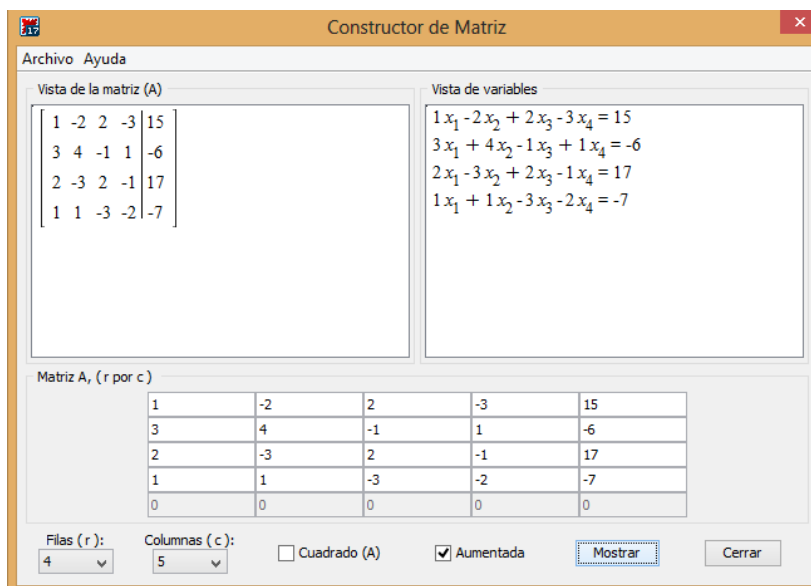 17
Constructor de Matriz
×
Archivo Ayuda
Vista de la matriz (A)
1 -2 2 -3 15
3 4 -1 1 -6
2 -3 2 -1 17
1 1 -3 -2 -7
Vista de variables
1x₁ - 2x₂ + 2x₃ - 3x₄ = 15
3x₁ + 4x₂ - 1x₃ + 1x₄ = -6
2x₁ - 3x₂ + 2x₃ - 1x₄ = 17
1x₁ + 1x₂ - 3x₃ - 2x₄ = -7
Matriz A, ( r por c )
1 -2 2 -3 15
3 4 -1 1 -6
2 -3 2 -1 17
1 1 -3 -2 -7
0 0 0 0 0
Filas ( r ):
4
Columnas ( c ):
5
Cuadrado (A)
Aumentada
Mostrar
Cerrar